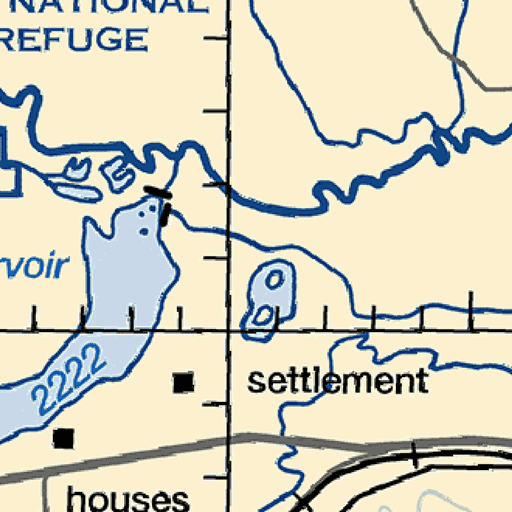 NATIONAL
REFUGE
rvoir
2222
settlement
houses